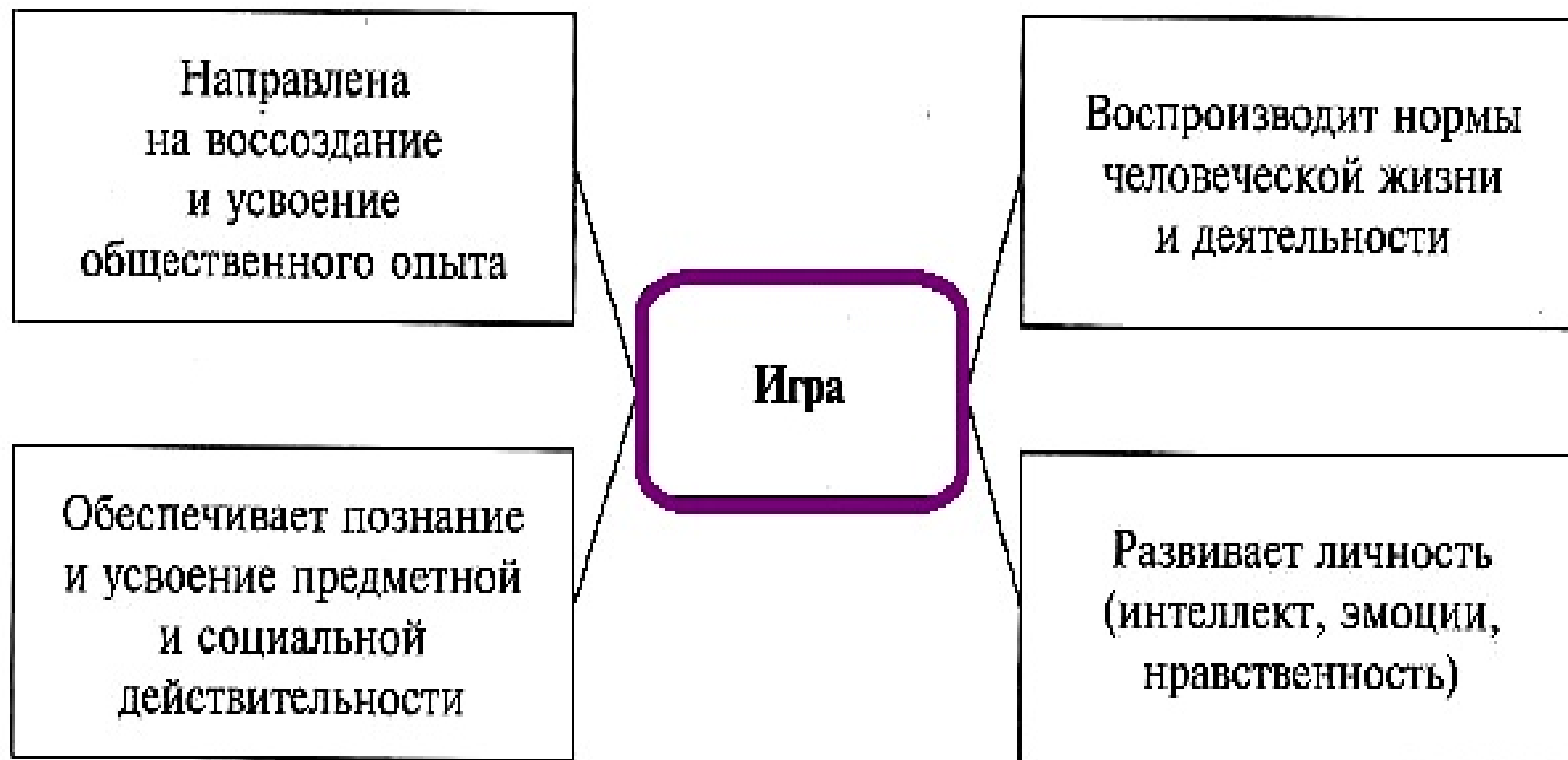 Направлена
на воссоздание
и усвоение
общественного опыта
Воспроизводит нормы
человеческой жизни
и деятельности
Игра
Обеспечивает познание
и усвоение предметной
и социальной
действительности
Развивает личность
(интеллект, эмоции,
нравственность)